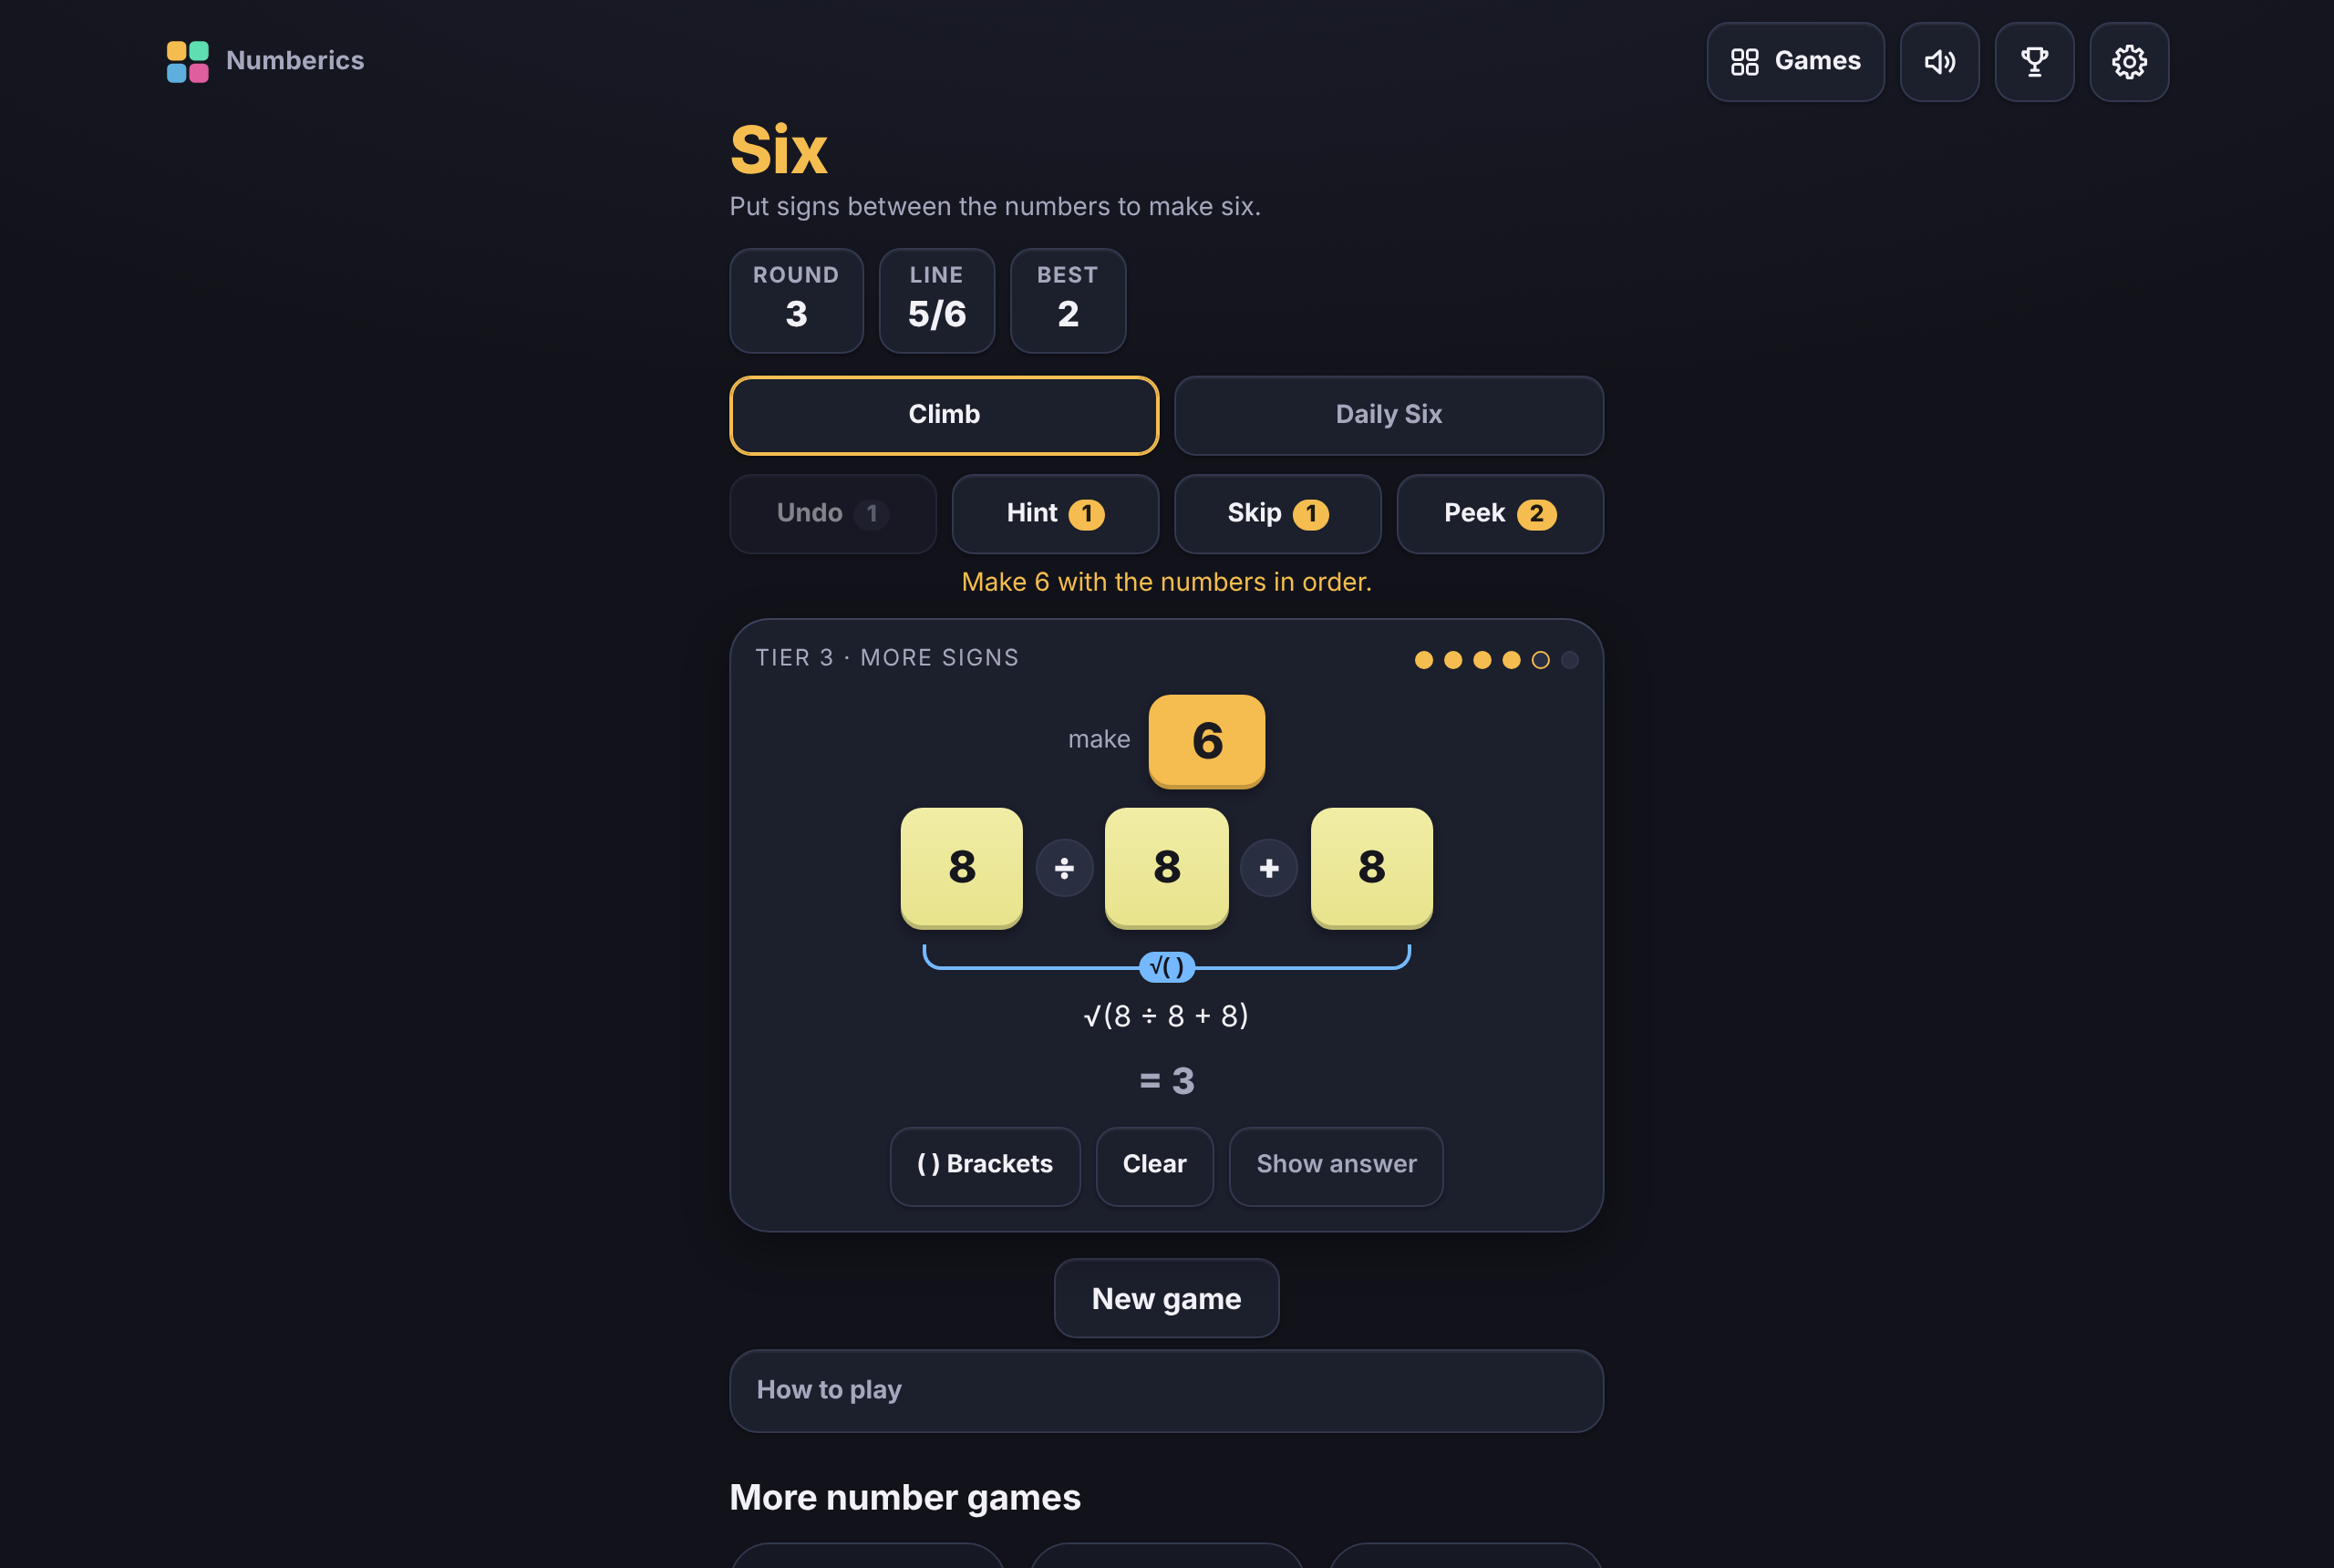 Numberics
Games
Six
Put signs between the numbers to make six.
ROUND LINE BEST
3 5/6 2
Climb Daily Six
Undo 1 Hint 1 Skip 1 Peek 2
Make 6 with the numbers in order.
TIER 3 · MORE SIGNS
make 6
8 ÷ 8 + 8
√( )
√(8 ÷ 8 + 8)
= 3
( ) Brackets Clear Show answer
New game
How to play
More number games